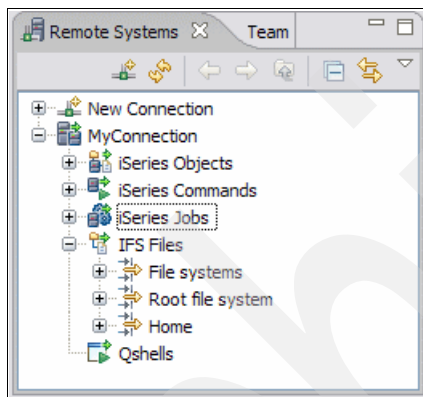 Remote Systems Team
New Connection
MyConnection
iSeries Objects
iSeries Commands
iSeries Jobs
IFS Files
File systems
Root file system
Home
Qshells